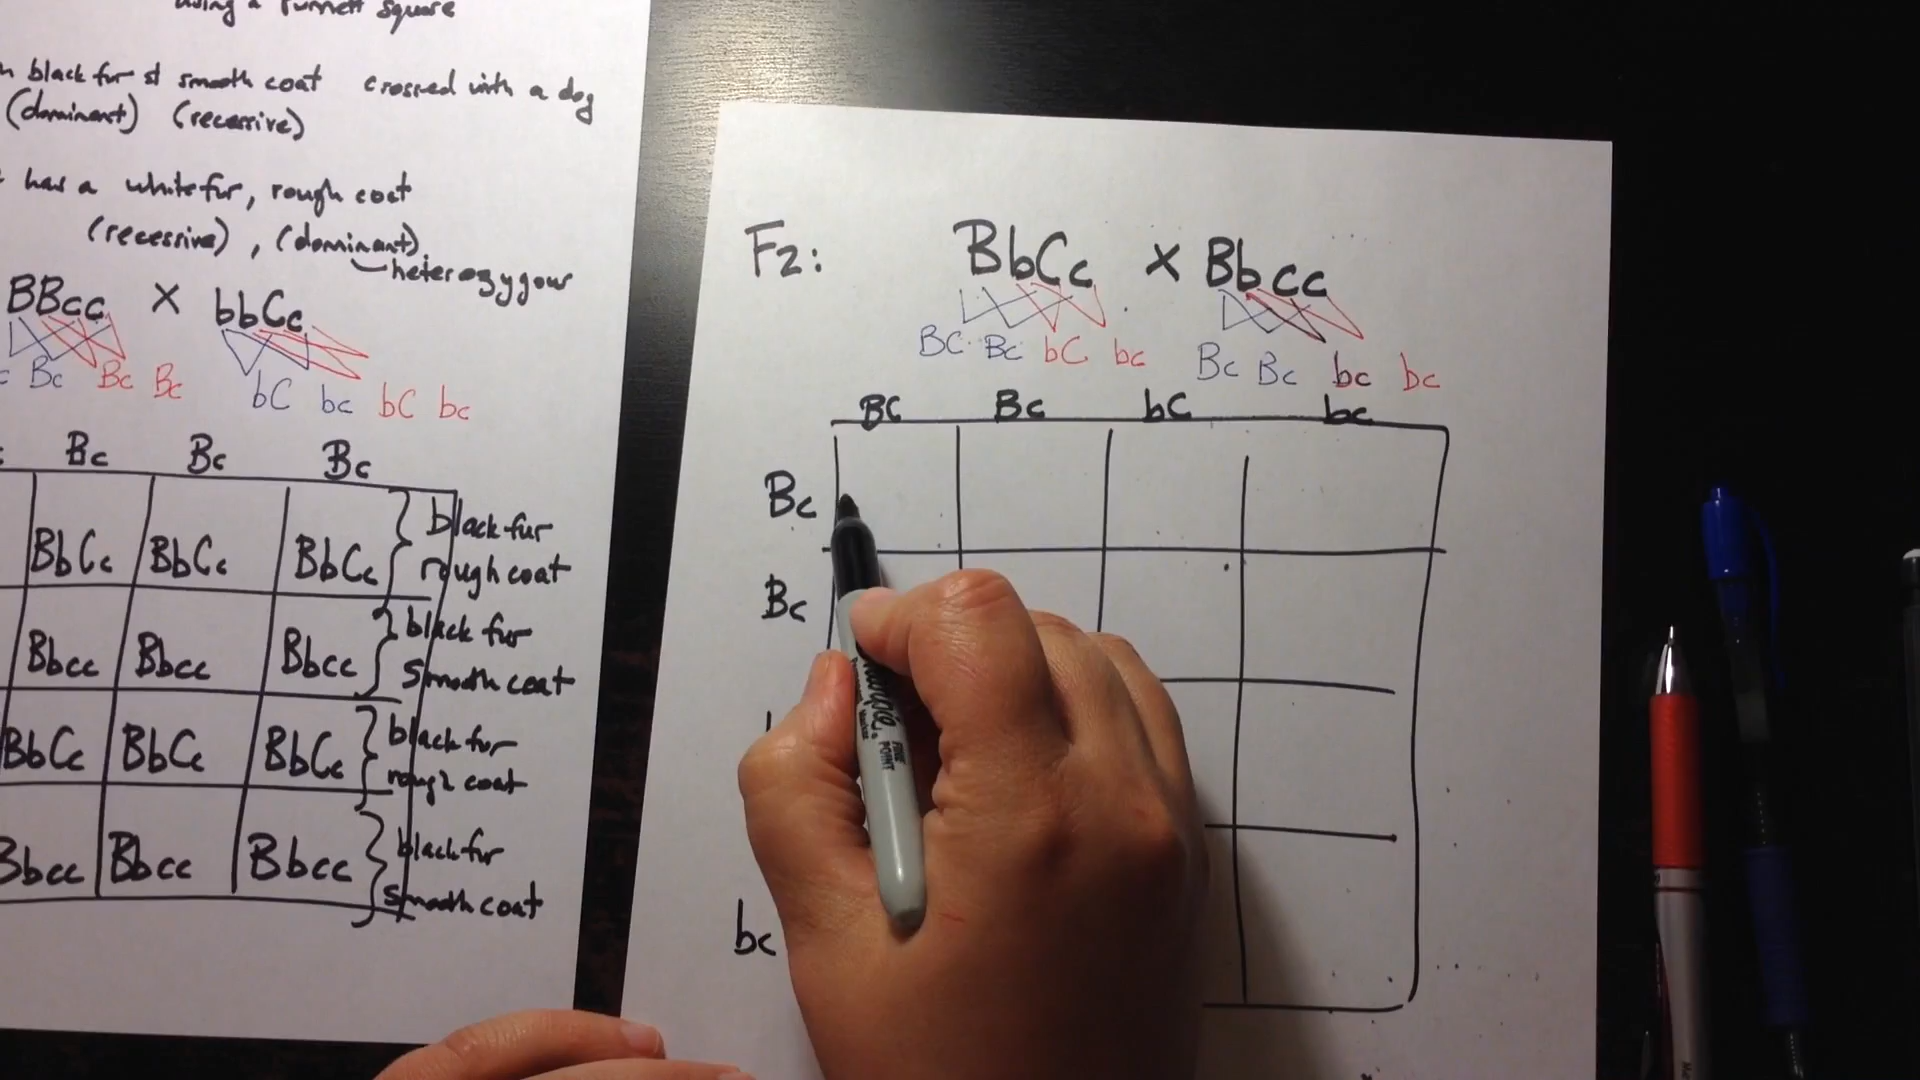 using a Punnett Square
black fur st smooth coat crossed with a dog
(dominant) (recessive)
has a white fur, rough coat
(recessive), (dominant)
heterozygous
BBcc X bbCc
Bc Bc Bc bC bc bC bc
Bc Bc Bc
BbCc BbCc BbCc black fur
rough coat
Bbcc Bbcc Bbcc black fur
smooth coat
BbCc BbCc BbCc black fur
rough coat
Bbcc Bbcc Bbcc black fur
smooth coat
F2: BbCc X Bbcc
BC Bc bC bc Bc Bc bc bc
BC Bc bC bc
Bc
Bc
bc
Sharpie
FINE
POINT